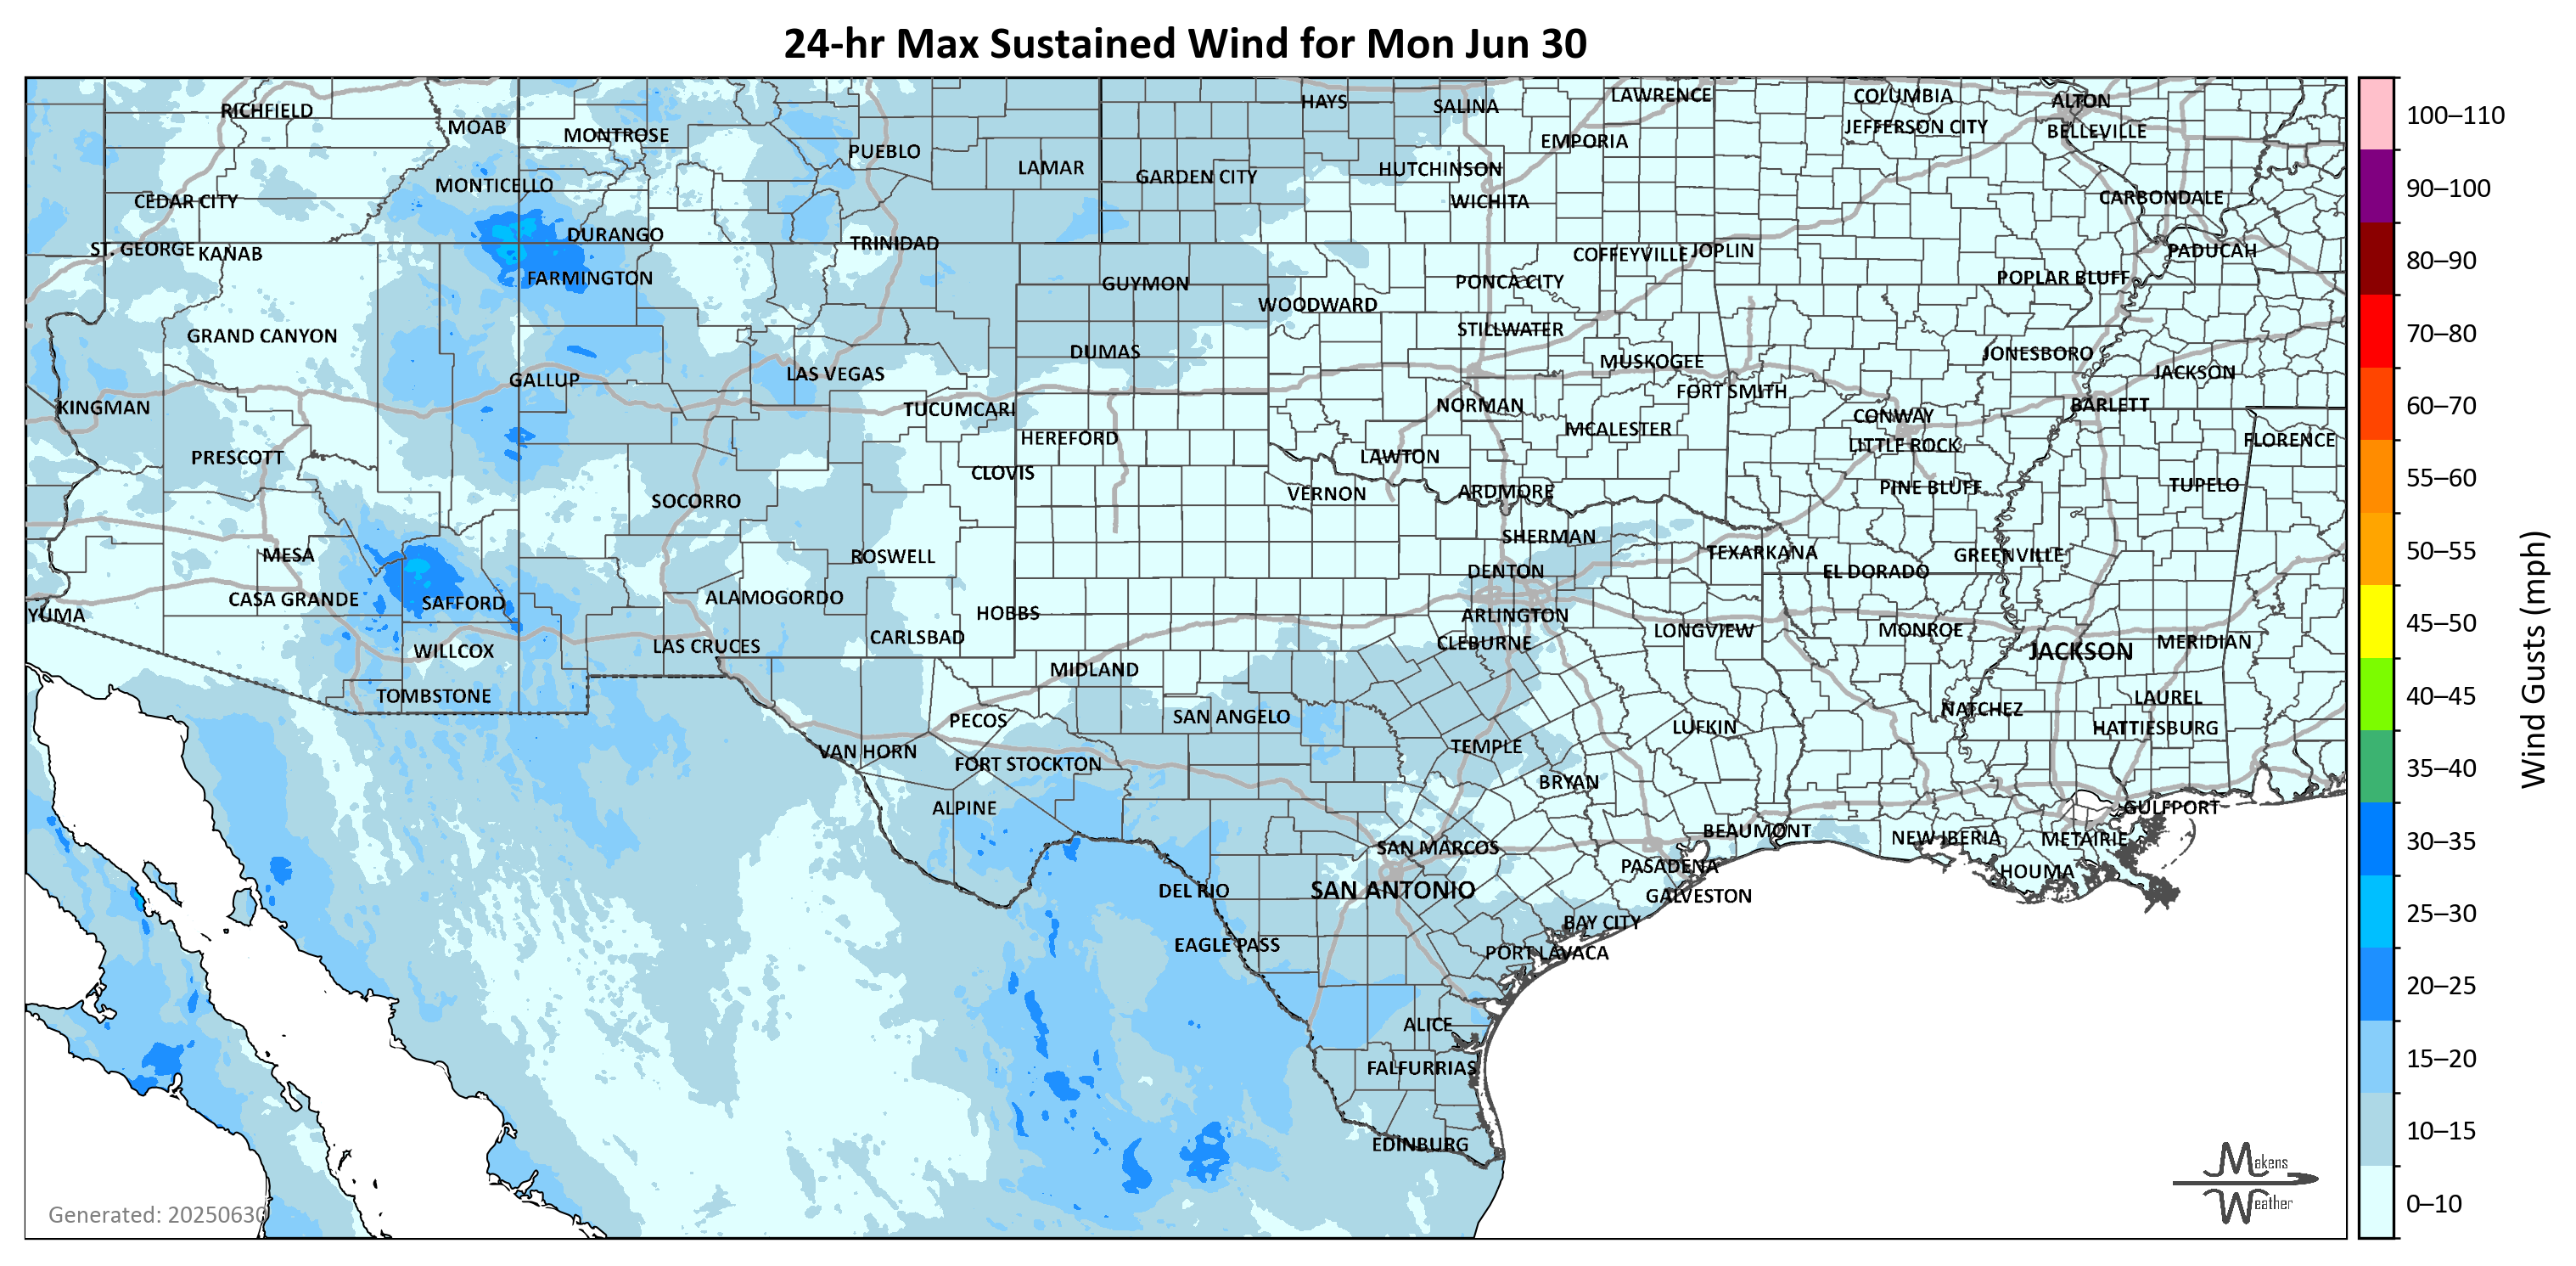 24-hr Max Sustained Wind for Mon Jun 30
RICHFIELD
MOAB
MONTROSE
PUEBLO
LAMAR
HAYS
SALINA
LAWRENCE
EMPORIA
COLUMBIA
JEFFERSON CITY
ALTON
BELLEVILLE
MONTICELLO
CEDAR CITY
GARDEN CITY
HUTCHINSON
WICHITA
CARBONDALE
ST. GEORGE
KANAB
DURANGO
FARMINGTON
TRINIDAD
GUYMON
WOODWARD
PONCA CITY
COFFEYVILLE
JOPLIN
POPLAR BLUFF
PADUCAH
GRAND CANYON
STILLWATER
DUMAS
MUSKOGEE
JONESBORO
JACKSON
GALLUP
LAS VEGAS
FORT SMITH
KINGMAN
TUCUMCARI
NORMAN
CONWAY
BARLETT
HEREFORD
MCALESTER
LITTLE ROCK
FLORENCE
PRESCOTT
CLOVIS
LAWTON
SOCORRO
VERNON
ARDMORE
PINE BLUFF
TUPELO
MESA
ROSWELL
SHERMAN
TEXARKANA
GREENVILLE
DENTON
EL DORADO
CASA GRANDE
SAFFORD
ALAMOGORDO
HOBBS
ARLINGTON
YUMA
LAS CRUCES
CARLSBAD
CLEBURNE
LONGVIEW
MONROE
JACKSON
MERIDIAN
WILLCOX
MIDLAND
TOMBSTONE
LAUREL
PECOS
SAN ANGELO
NATCHEZ
LUFKIN
HATTIESBURG
VAN HORN
FORT STOCKTON
TEMPLE
BRYAN
ALPINE
GULFPORT
BEAUMONT
NEW IBERIA
METAIRIE
SAN MARCOS
PASADENA
HOUMA
DEL RIO
SAN ANTONIO
GALVESTON
BAY CITY
EAGLE PASS
PORT LAVACA
ALICE
FALFURRIAS
EDINBURG
Generated: 20250630
Makens
Weather
100–110
90–100
80–90
70–80
60–70
55–60
50–55
45–50
40–45
35–40
30–35
25–30
20–25
15–20
10–15
0–10
Wind Gusts (mph)